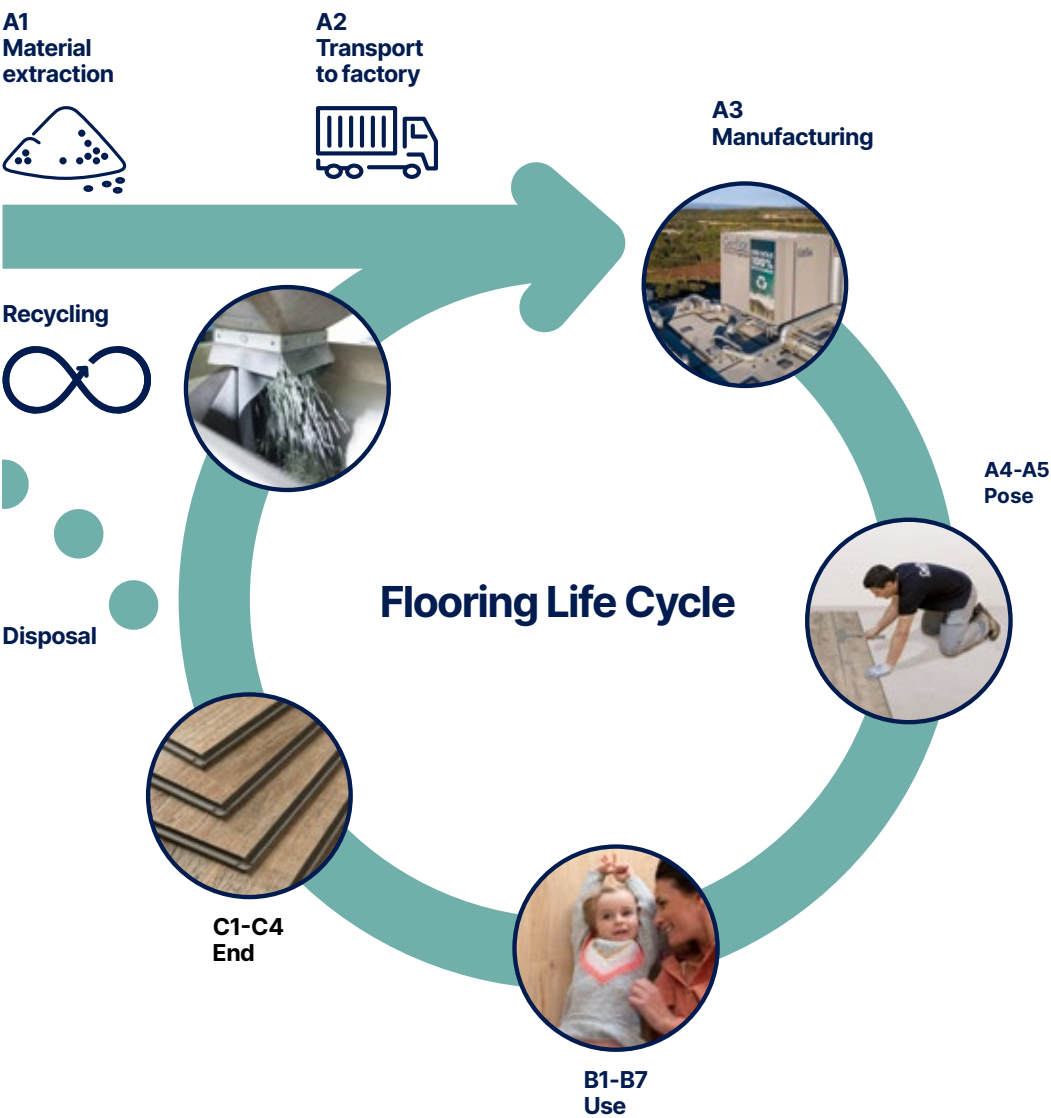 A1
Material
extraction
A2
Transport
to factory
A3
Manufacturing
100%
Recycling
A4-A5
Pose
Flooring Life Cycle
Disposal
C1-C4
End
B1-B7
Use